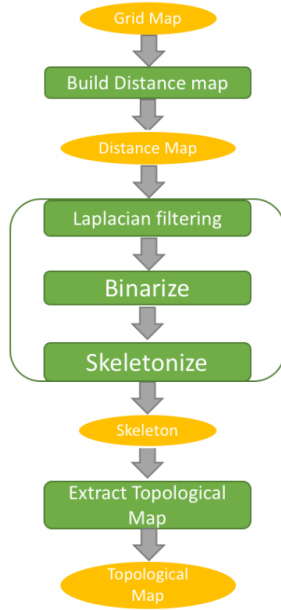 Grid Map
Build Distance map
Distance Map
Laplacian filtering
Binarize
Skeletonize
Skeleton
Extract Topological
Map
Topological
Map